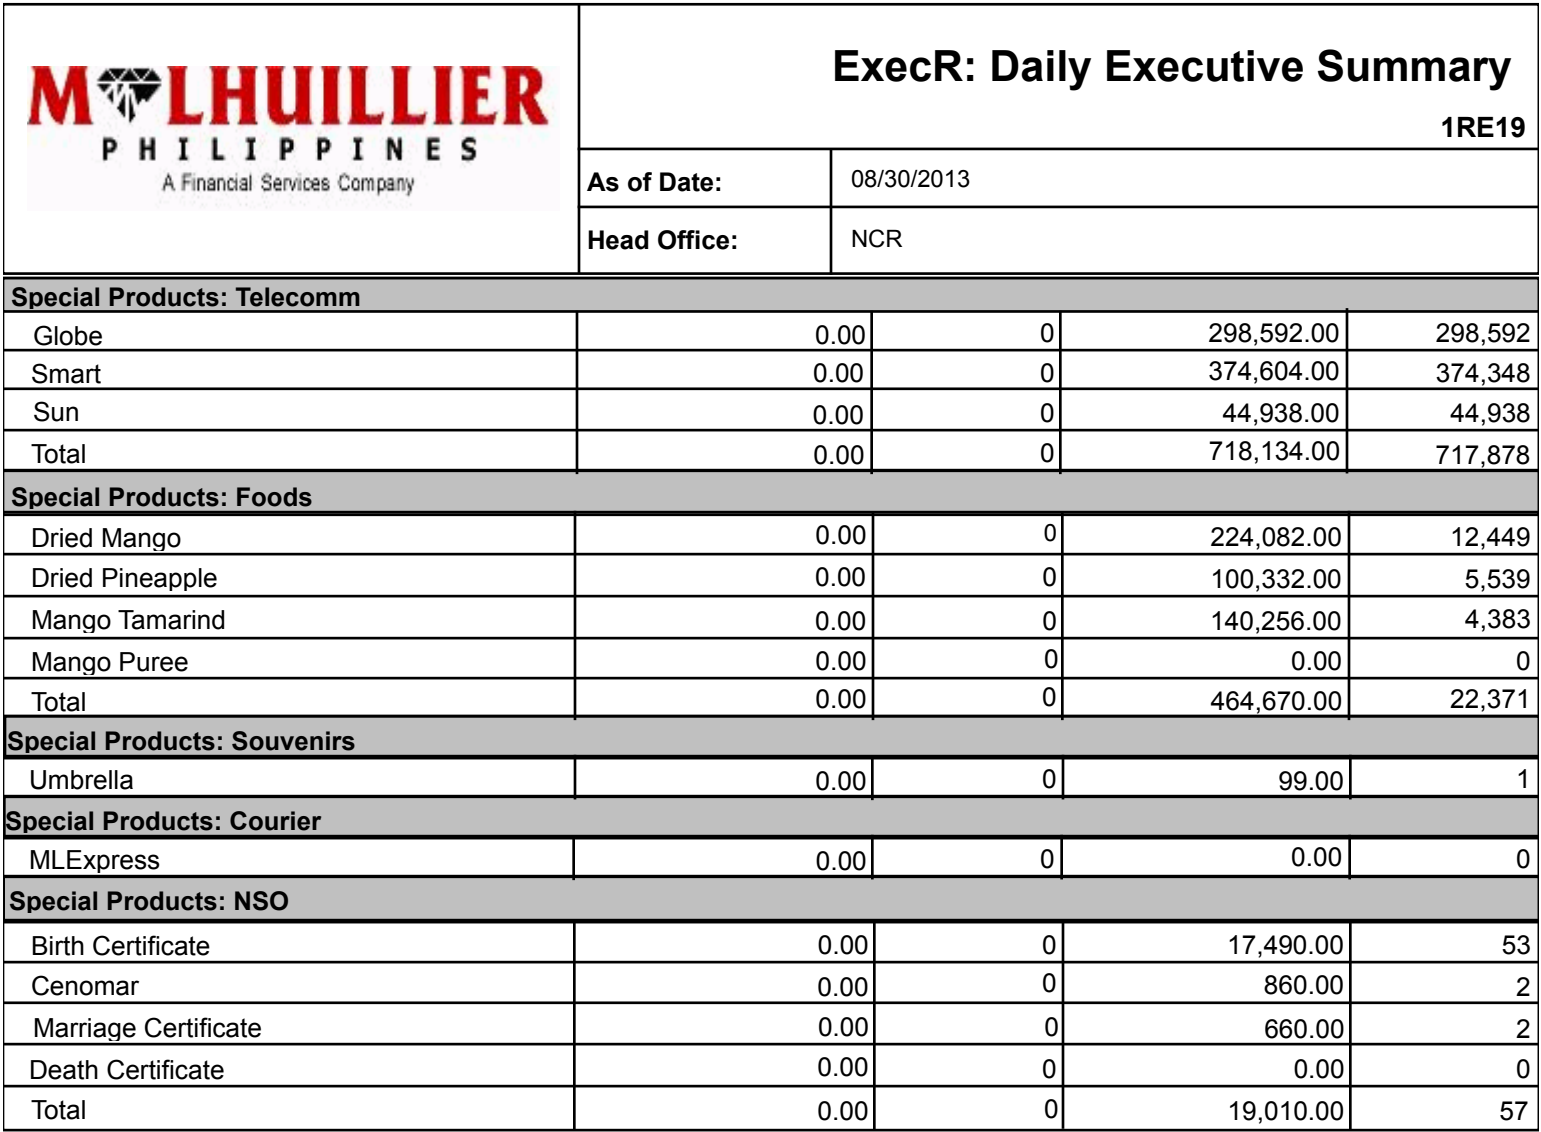 M LHUILLIER
PHILIPPINES
A Financial Services Company
ExecR: Daily Executive Summary
1RE19
As of Date: 08/30/2013
Head Office: NCR
Special Products: Telecomm
Globe 0.00 0 298,592.00 298,592
Smart 0.00 0 374,604.00 374,348
Sun 0.00 0 44,938.00 44,938
Total 0.00 0 718,134.00 717,878
Special Products: Foods
Dried Mango 0.00 0 224,082.00 12,449
Dried Pineapple 0.00 0 100,332.00 5,539
Mango Tamarind 0.00 0 140,256.00 4,383
Mango Puree 0.00 0 0.00 0
Total 0.00 0 464,670.00 22,371
Special Products: Souvenirs
Umbrella 0.00 0 99.00 1
Special Products: Courier
MLExpress 0.00 0 0.00 0
Special Products: NSO
Birth Certificate 0.00 0 17,490.00 53
Cenomar 0.00 0 860.00 2
Marriage Certificate 0.00 0 660.00 2
Death Certificate 0.00 0 0.00 0
Total 0.00 0 19,010.00 57